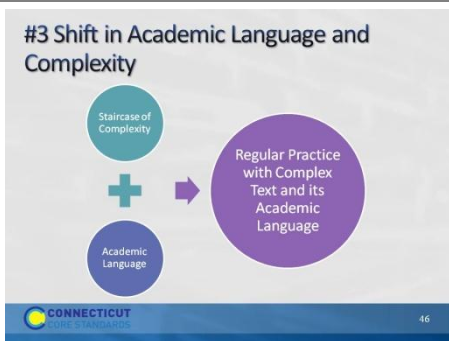 #3 Shift in Academic Language and
Complexity
Staircase of
Complexity
Academic
Language
Regular Practice
with Complex
Text and its
Academic
Language
CONNECTICUT
CORE STANDARDS
46